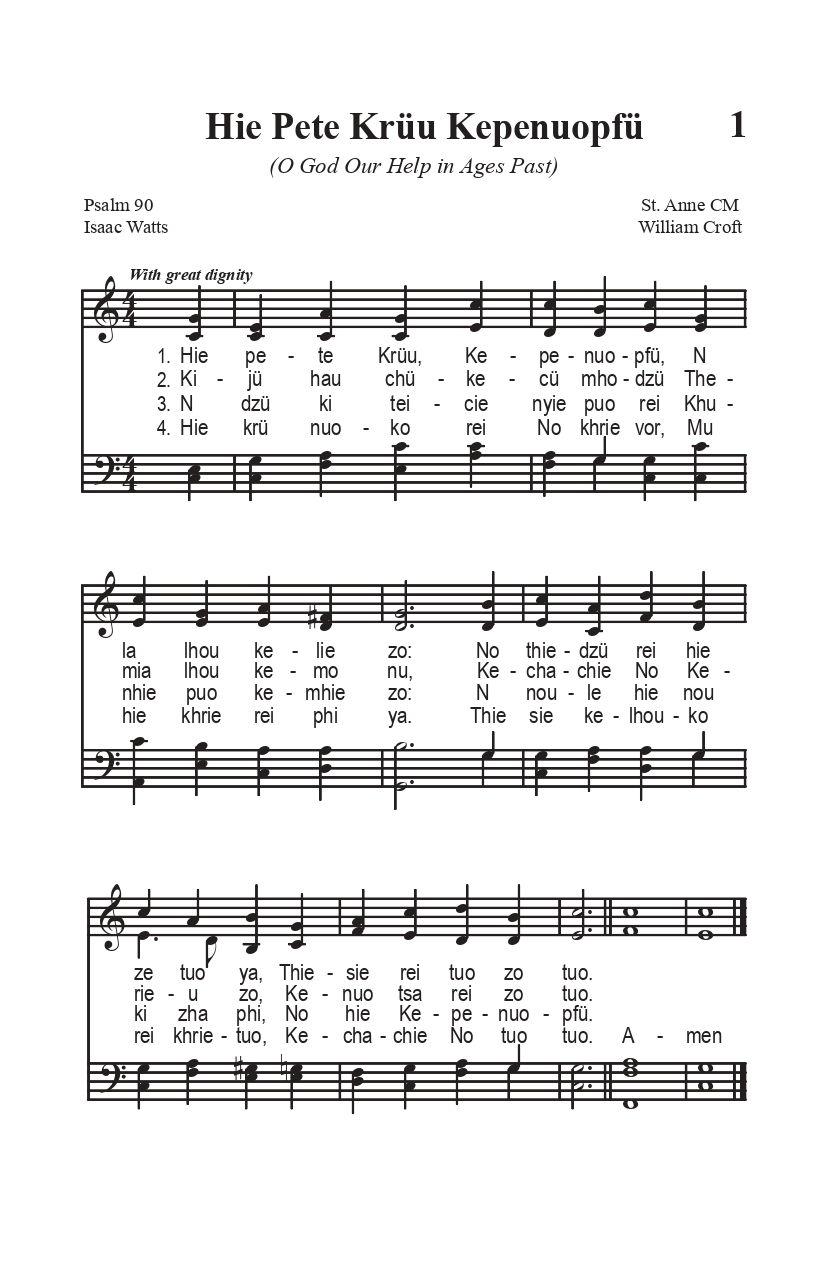 Hie Pete Krüu Kepenuopfü 1
(O God Our Help in Ages Past)
Psalm 90 St. Anne CM
Isaac Watts William Croft
With great dignity
1. Hie pe - te Krüu, Ke - pe - nuo - pfü, N
2. Ki - jü hau chü - ke - cü mho - dzü The -
3. N dzü ki tei - cie nyie puo rei Khu -
4. Hie krü nuo - ko rei No khrie vor, Mu
la lhou ke - lie zo: No thie - dzü rei hie
mia lhou ke - mo nu, Ke - cha - chie No Ke -
nhie puo ke - mhie zo: N nou - le hie nou
hie khrie rei phi ya. Thie sie ke - lhou - ko
ze tuo ya, Thie - sie rei tuo zo tuo.
rie - u zo, Ke - nuo tsa rei zo tuo.
ki zha phi, No hie Ke - pe - nuo - pfü.
rei khrie - tuo, Ke - cha - chie No tuo tuo. A - men